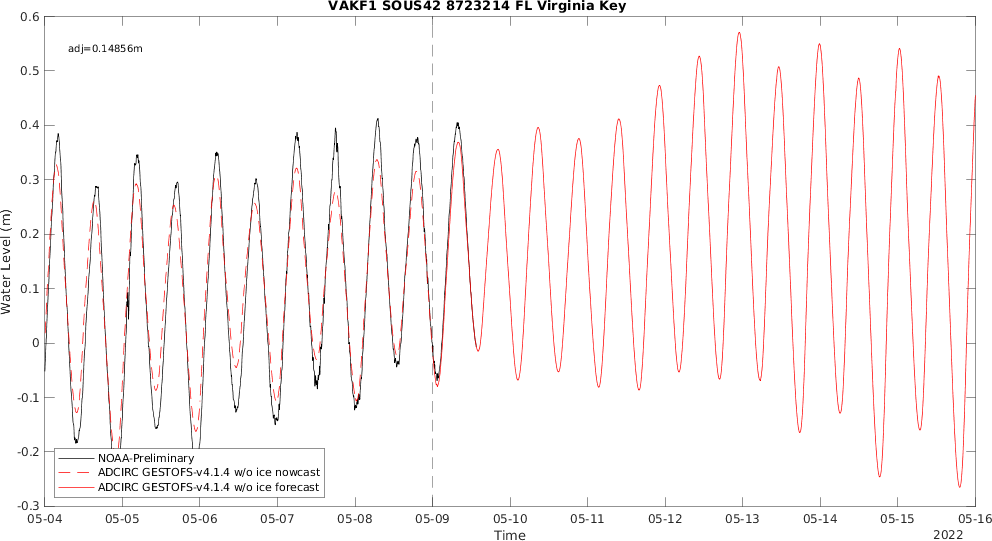 VAKF1 SOUS42 8723214 FL Virginia Key
adj=0.14856m
0.6
0.5
0.4
0.3
0.2
0.1
0
-0.1
-0.2
-0.3
Water Level (m)
NOAA-Preliminary
ADCIRC GESTOFS-v4.1.4 w/o ice nowcast
ADCIRC GESTOFS-v4.1.4 w/o ice forecast
05-04 05-05 05-06 05-07 05-08 05-09 05-10 05-11 05-12 05-13 05-14 05-15 05-16
Time
2022